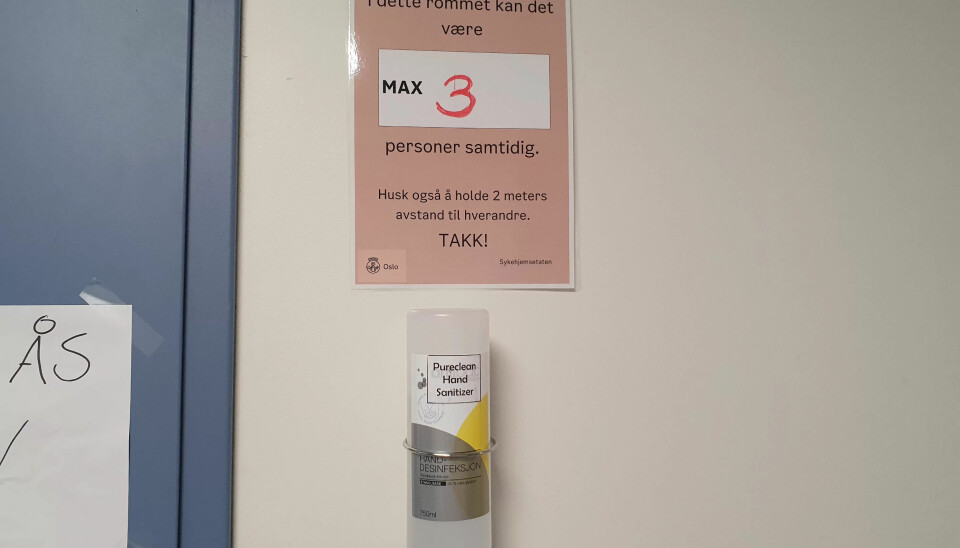 I dette rommet kan det
være
MAX 3
personer samtidig.
Husk også å holde 2 meters
avstand til hverandre.
TAKK!
Oslo
Sykehjemsetaten
ÅS
Pureclean
Hand
Sanitizer
HÅND-
DESINFEKSJON
750ml